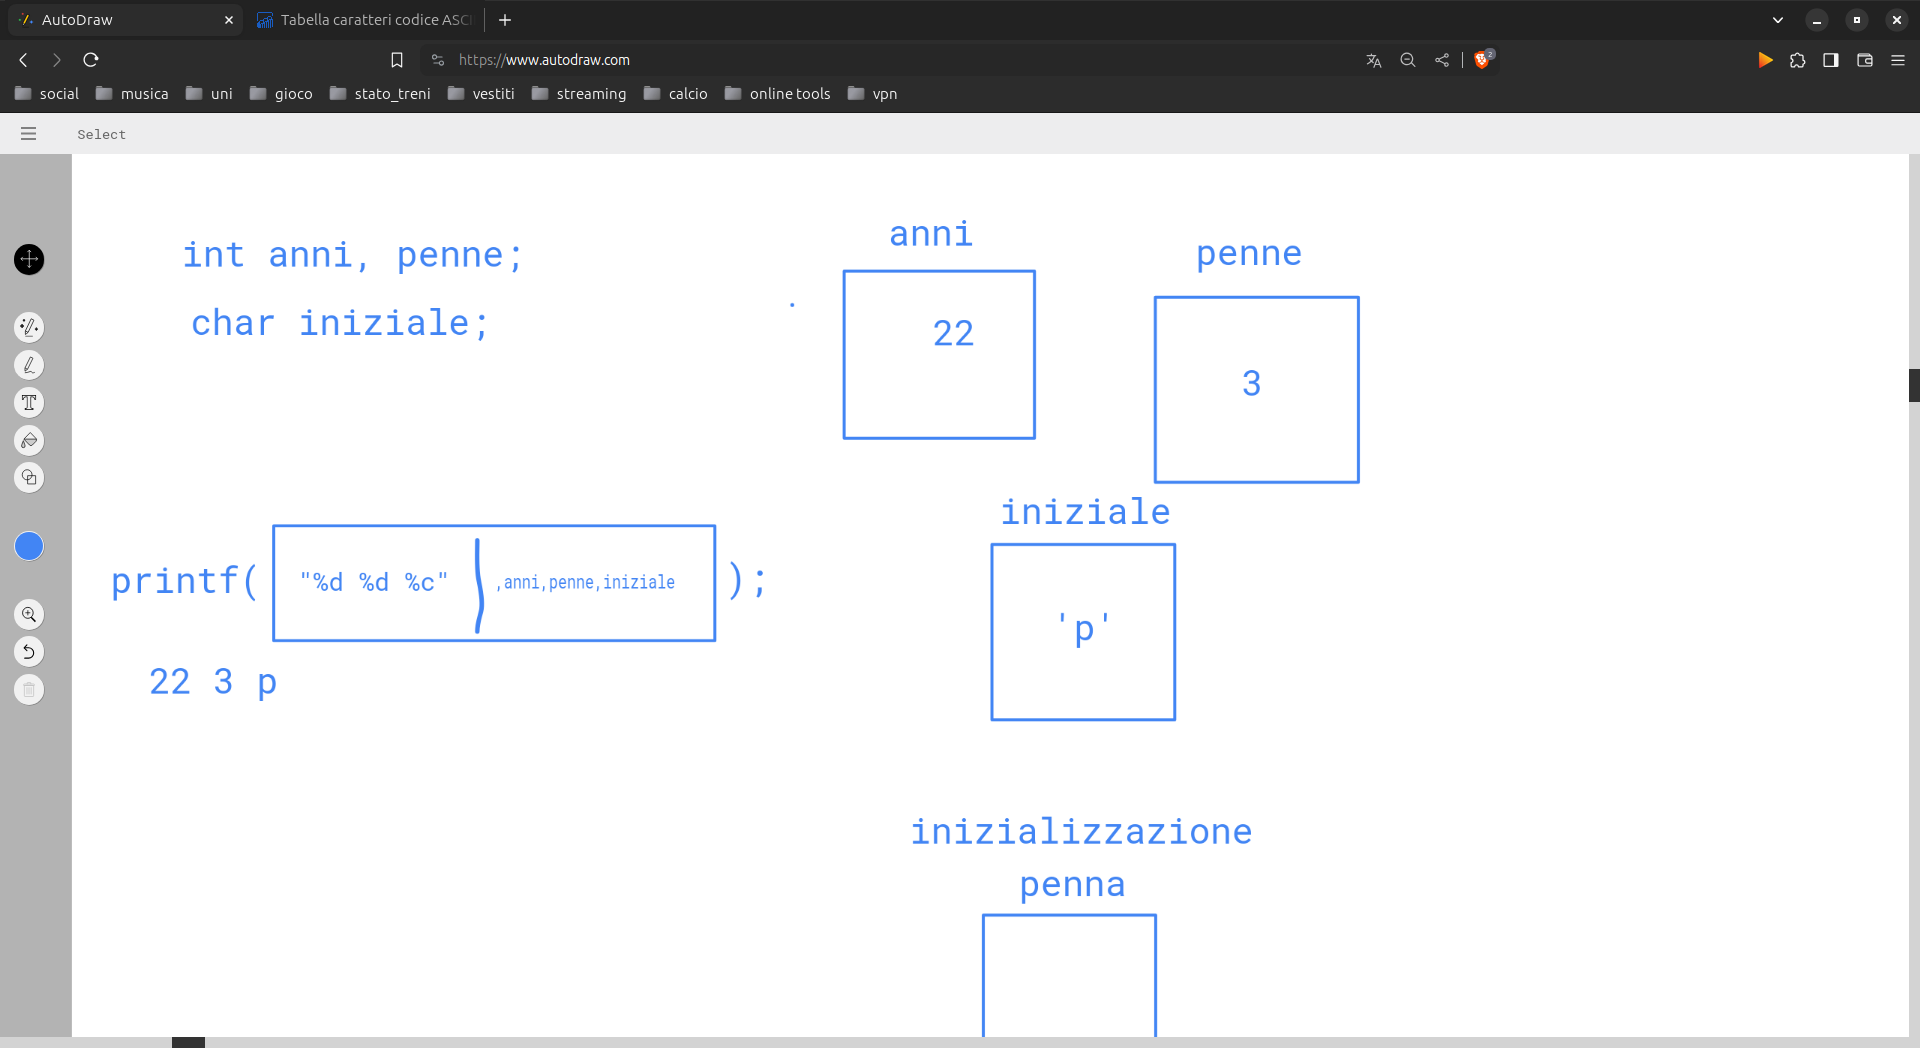 AutoDraw
Tabella caratteri codice ASC
https://www.autodraw.com
2
social musica uni gioco stato_treni vestiti streaming calcio online tools vpn
Select
int anni, penne;
char iniziale;
anni
22
penne
3
printf( "%d %d %c" ,anni,penne,iniziale );
22 3 p
iniziale
'p'
inizializzazione
penna